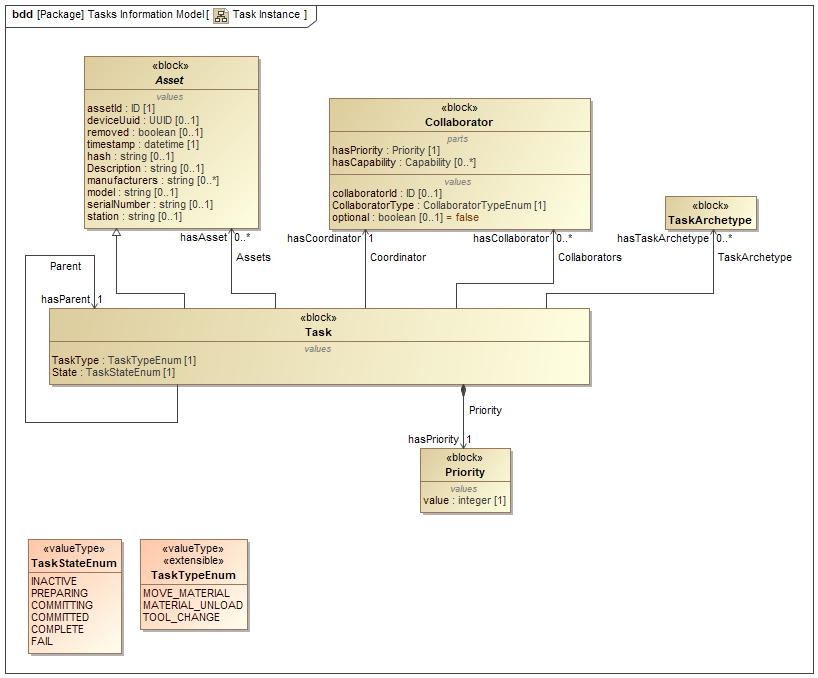 bdd [Package] Tasks Information Model[ Task Instance ]
«block»
Asset
values
assetId : ID [1]
deviceUuid : UUID [0..1]
removed : boolean [0..1]
timestamp : datetime [1]
hash : string [0..1]
Description : string [0..1]
manufacturers : string [0..*]
model : string [0..1]
serialNumber : string [0..1]
station : string [0..1]
«block»
Collaborator
parts
hasPriority : Priority [1]
hasCapability : Capability [0..*]
values
collaboratorId : ID [0..1]
CollaboratorType : CollaboratorTypeEnum [1]
optional : boolean [0..1] = false
«block»
TaskArchetype
hasAsset 0..*
Assets
hasCoordinator 1
Coordinator
hasCollaborator 0..*
Collaborators
hasTaskArchetype 0..*
TaskArchetype
Parent
hasParent 1
«block»
Task
values
TaskType : TaskTypeEnum [1]
State : TaskStateEnum [1]
Priority
hasPriority 1
«block»
Priority
values
value : integer [1]
«valueType»
TaskStateEnum
INACTIVE
PREPARING
COMMITTING
COMMITTED
COMPLETE
FAIL
«valueType»
«extensible»
TaskTypeEnum
MOVE_MATERIAL
MATERIAL_UNLOAD
TOOL_CHANGE